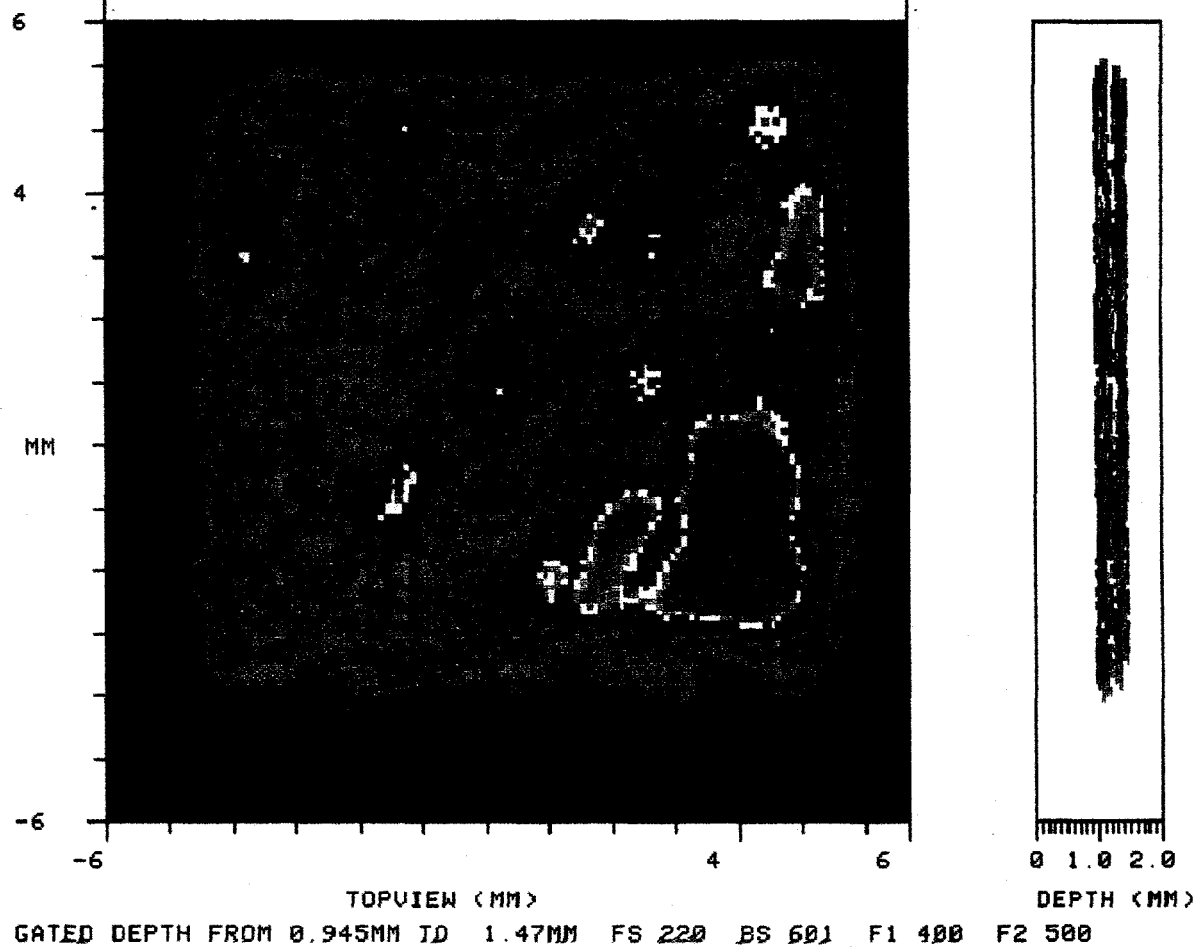 6
4
MM
-6
-6 4 6
0 1.0 2.0
TOPVIEW (MM)
DEPTH (MM)
GATED DEPTH FROM 0.945MM TO 1.47MM FS 220 BS 601 F1 400 F2 500